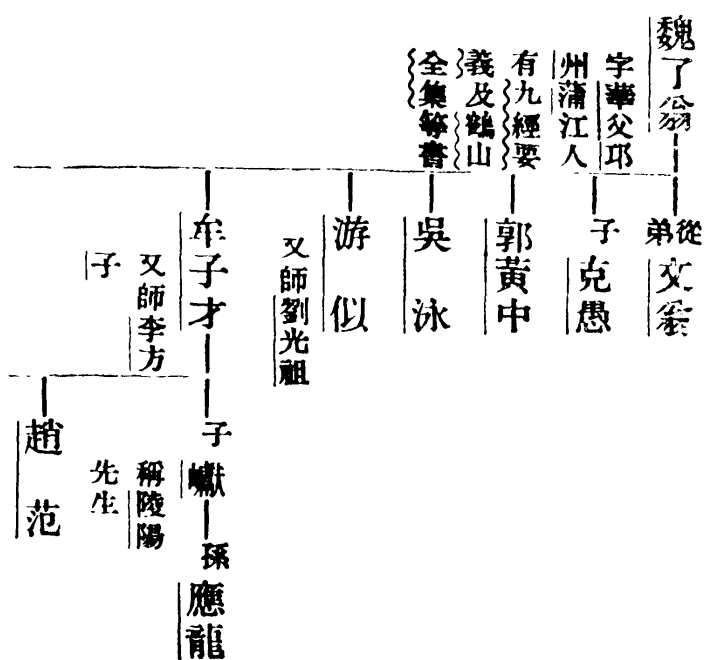 魏了翁
字華父邛
州蒲江人
有九經要
義及鶴山
全集等書
從弟文翁
子克愚
郭黃中
吳泳
游似
又師劉光祖
牟子才
又師李方
子
子巘
稱陵陽
先生
孫應龍
趙范